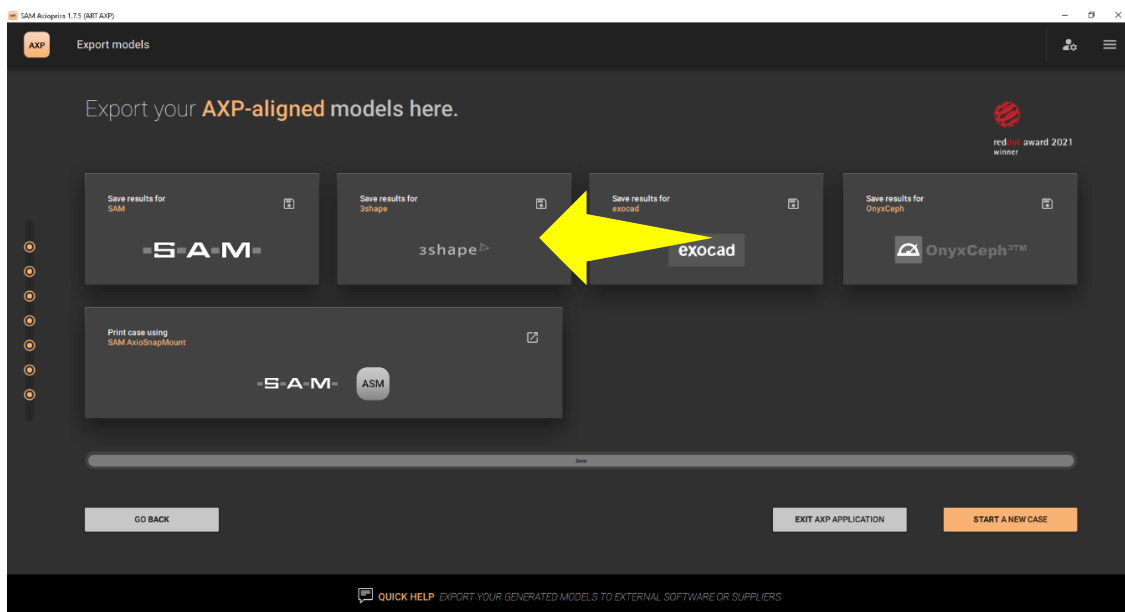 SAM Axioprisa 1.7.5 (ART AXP)
AXP
Export models
Export your AXP-aligned models here.
reddot award 2021
winner
Save results for
SAM
-S-A-M-
Save results for
3shape
3shape
Save results for
exocad
exocad
Save results for
OnyxCeph
OnyxCeph³™
Print case using
SAM AxioSnapMount
-S-A-M-
ASM
Done
GO BACK
EXIT AXP APPLICATION
START A NEW CASE
QUICK HELP EXPORT YOUR GENERATED MODELS TO EXTERNAL SOFTWARE OR SUPPLIERS